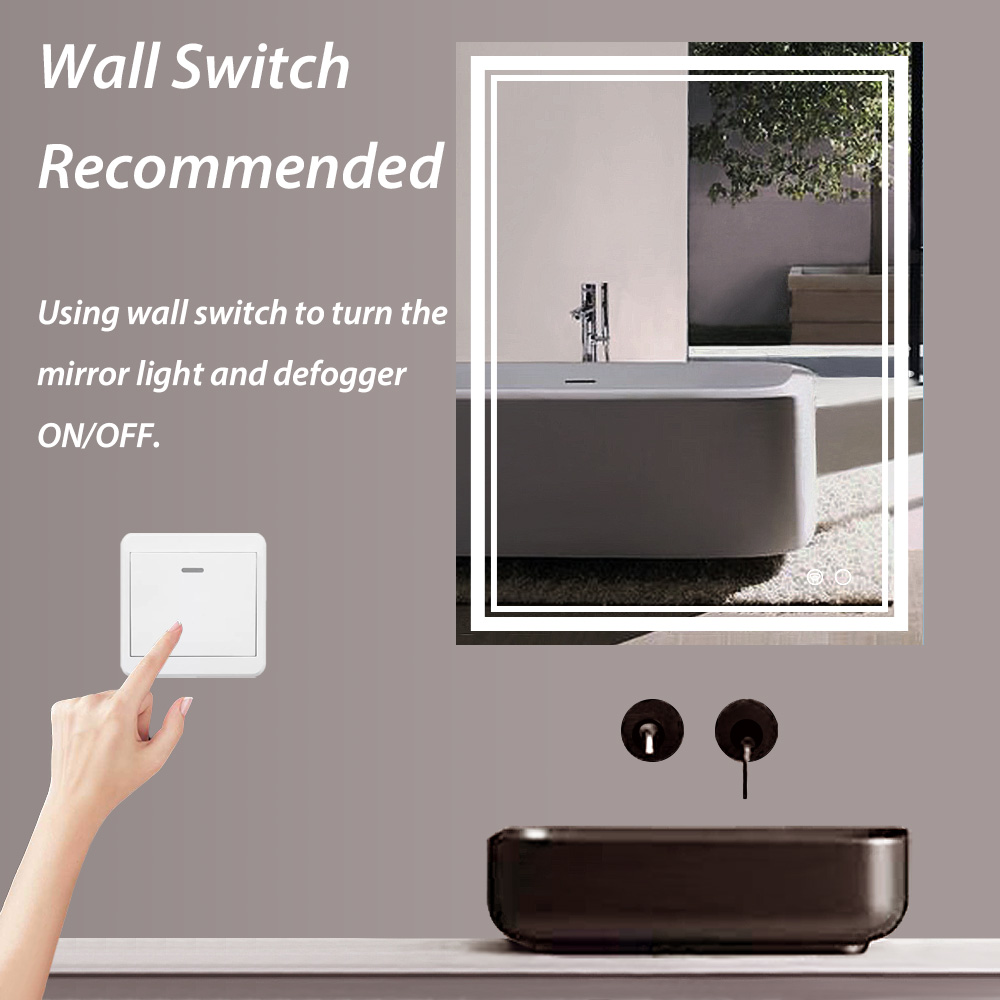 Wall Switch
Recommended
Using wall switch to turn the
mirror light and defogger
ON/OFF.